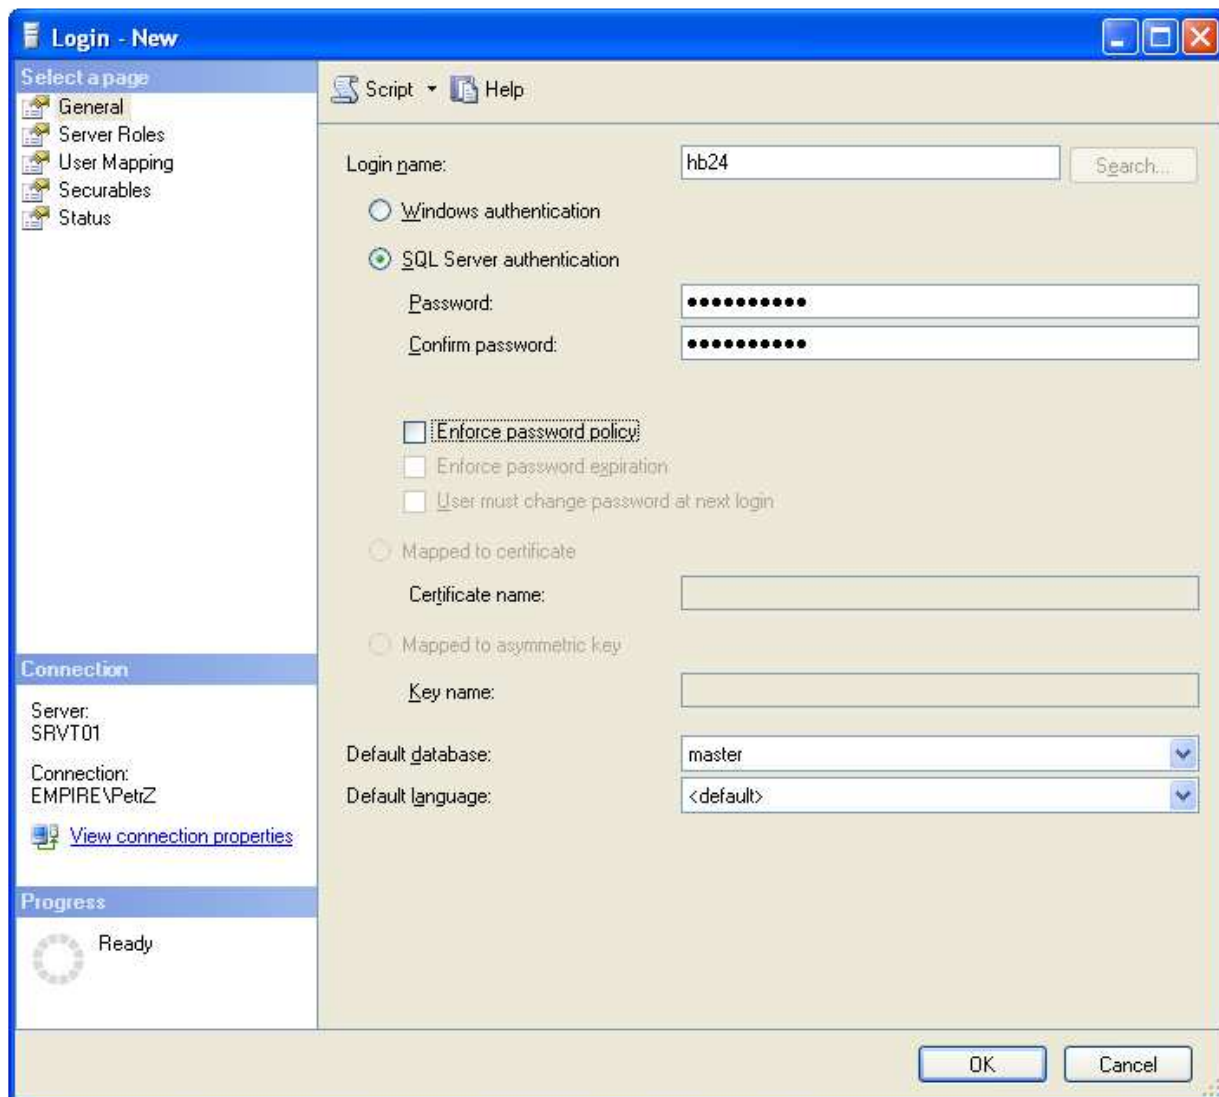 Login - New
Select a page
General
Server Roles
User Mapping
Securables
Status
Connection
Server:
SRVT01
Connection:
EMPIRE\PetrZ
View connection properties
Progress
Ready
Script Help
Login name: hb24 Search...
Windows authentication
SQL Server authentication
Password: ●●●●●●●●●●
Confirm password: ●●●●●●●●●●
Enforce password policy
Enforce password expiration
User must change password at next login
Mapped to certificate
Certificate name:
Mapped to asymmetric key
Key name:
Default database: master
Default language: <default>
OK Cancel